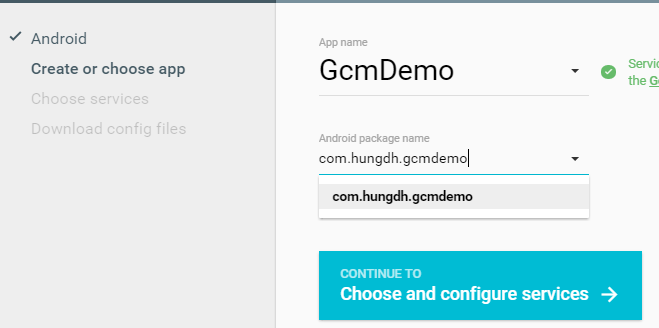 Android
Create or choose app
Choose services
Download config files
App name
GcmDemo
Servic
the G
Android package name
com.hungdh.gcmdemo
com.hungdh.gcmdemo
CONTINUE TO
Choose and configure services